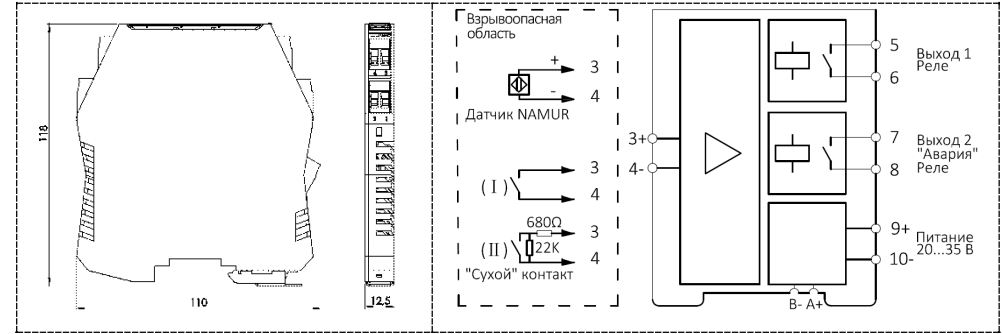 118
110
12,5
Взрывоопасная
область
+ 3
- 4
Датчик NAMUR
( I ) 3
4
680Ω
3
(II) 22K
4
"Сухой" контакт
3+
4-
5
6
Выход 1
Реле
7
8
Выход 2
"Авария"
Реле
9+
10-
Питание
20...35 В
B- A+